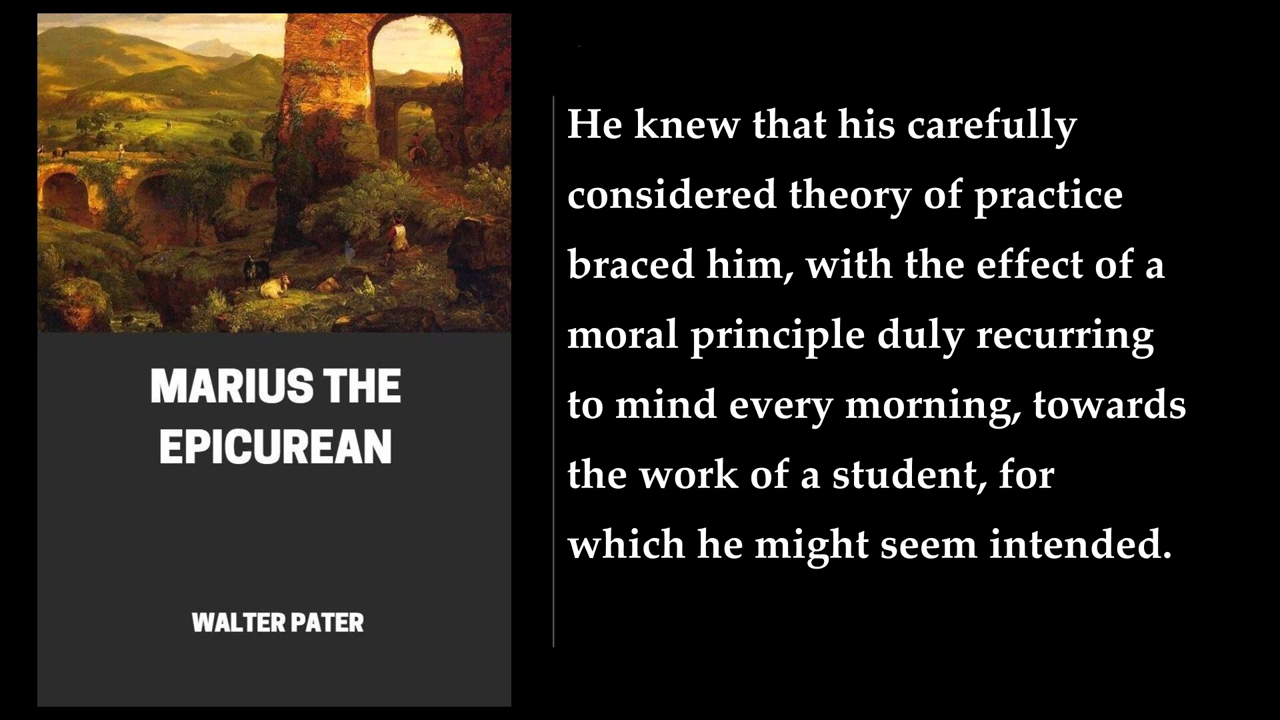 MARIUS THE
EPICUREAN
WALTER PATER
He knew that his carefully
considered theory of practice
braced him, with the effect of a
moral principle duly recurring
to mind every morning, towards
the work of a student, for
which he might seem intended.